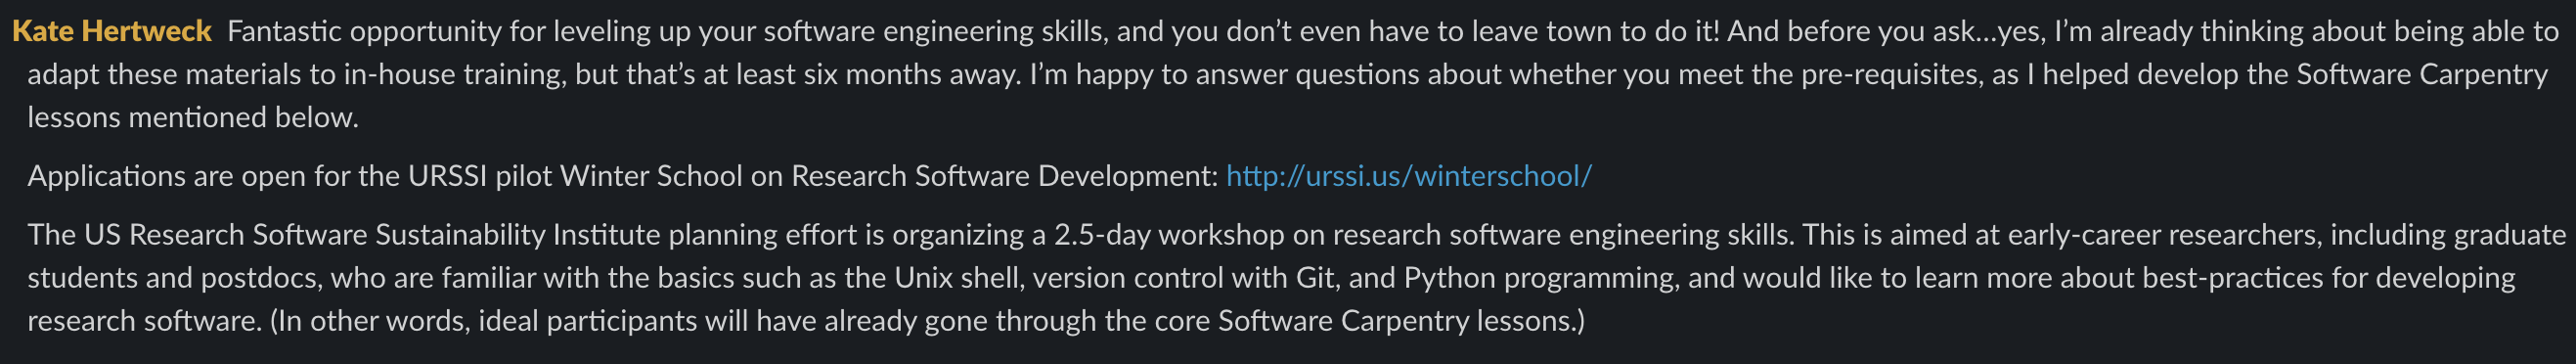 Kate Hertweck Fantastic opportunity for leveling up your software engineering skills, and you don’t even have to leave town to do it! And before you ask...yes, I’m already thinking about being able to
adapt these materials to in-house training, but that’s at least six months away. I’m happy to answer questions about whether you meet the pre-requisites, as I helped develop the Software Carpentry
lessons mentioned below.
Applications are open for the URSSI pilot Winter School on Research Software Development: http://urssi.us/winterschool/
The US Research Software Sustainability Institute planning effort is organizing a 2.5-day workshop on research software engineering skills. This is aimed at early-career researchers, including graduate
students and postdocs, who are familiar with the basics such as the Unix shell, version control with Git, and Python programming, and would like to learn more about best-practices for developing
research software. (In other words, ideal participants will have already gone through the core Software Carpentry lessons.)